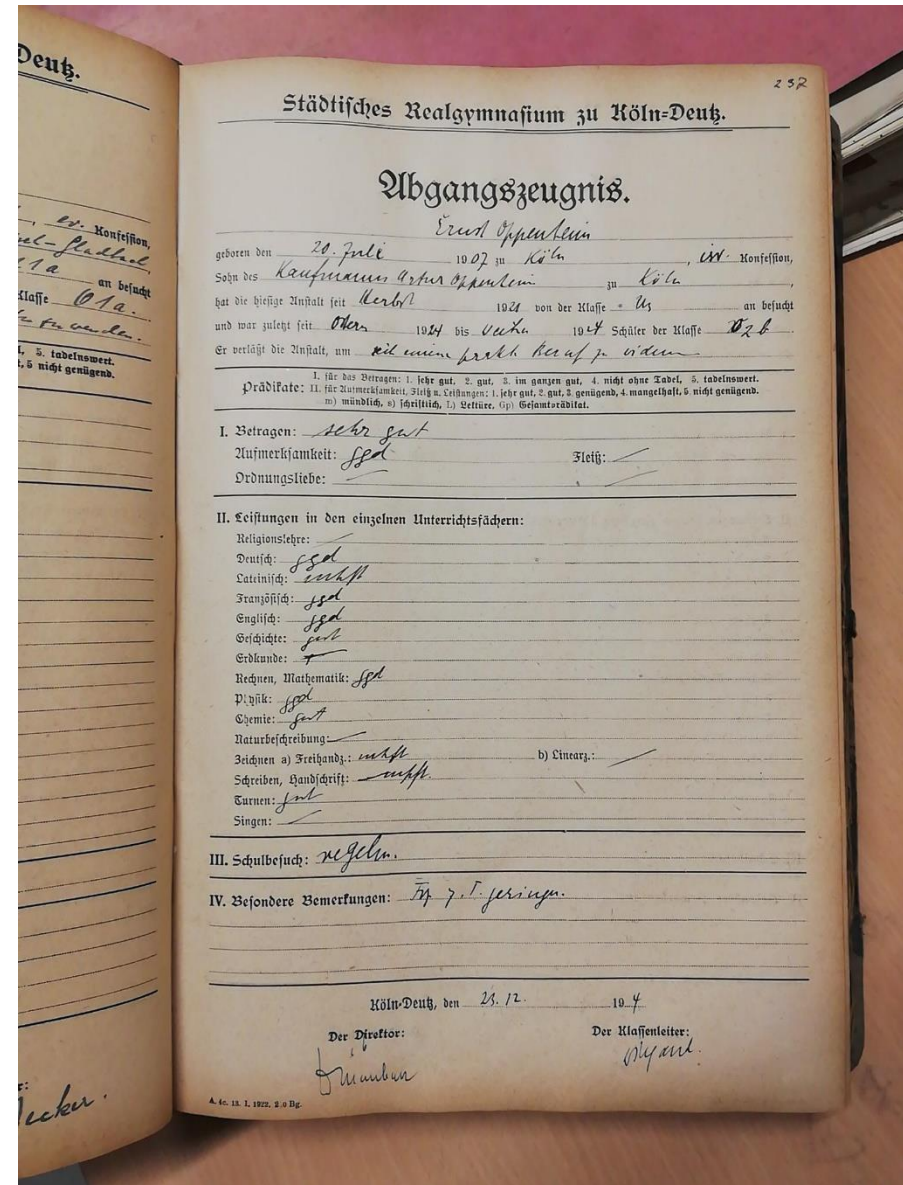 Deutz.
ev. Konfession,
Gladbeck,
U1a an besucht
Klasse O1a.
zu werden.
t, 5. tadelnswert.
t, 5 nicht genügend.
ecker.
237
Städtisches Realgymnasium zu Köln=Deutz.
Abgangszeugnis.
Ernst Oppenheim
geboren den 20. Juli 1907 zu Köln, isr. Konfession,
Sohn des Kaufmanns Artur Oppenheim zu Köln,
hat die hiesige Anstalt seit Herbst 1921 von der Klasse an besucht
und war zuletzt seit Ostern 1924 bis 19 4 Schüler der Klasse
Er verläßt die Anstalt, um sich einem prakt. Beruf zu widmen
Prädikate: I. für das Betragen: 1. sehr gut, 2. gut, 3. im ganzen gut, 4. nicht ohne Tadel, 5. tadelnswert.
II. für Aufmerksamkeit, Fleiß u. Leistungen: 1. sehr gut, 2. gut, 3 genügend, 4. mangelhaft, 5. nicht genügend.
m) mündlich, s) schriftlich, L) Lektüre, Gp) Gesamtprädikat.
I. Betragen: sehr gut
Aufmerksamkeit: ggd Fleiß:
Ordnungsliebe:
II. Leistungen in den einzelnen Unterrichtsfächern:
Religionslehre:
Deutsch: ggd
Lateinisch: mhft
Französisch: ggd
Englisch: ggd
Geschichte: gut
Erdkunde:
Rechnen, Mathematik: ggd
Physik: ggd
Chemie: gut
Naturbeschreibung:
Zeichnen a) Freihandz.: mhft b) Linearz.:
Schreiben, Handschrift: mhft
Turnen: gut
Singen:
III. Schulbesuch: regelm.
IV. Besondere Bemerkungen:
Köln=Deutz, den 23. 12. 19 4
Der Direktor: Der Klassenleiter:
A. 4c. 13. I. 1922. 2.0 Bg.